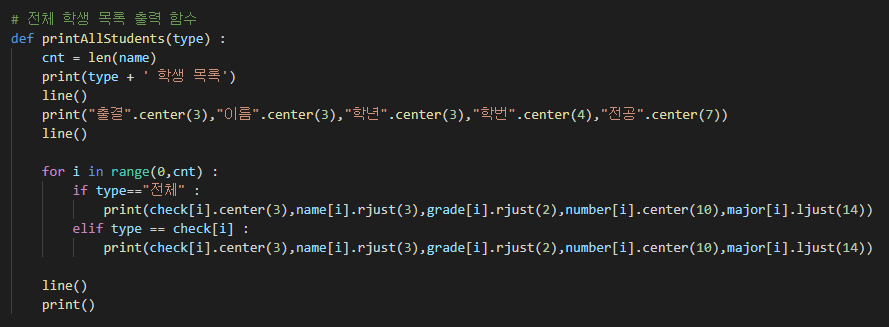 # 전체 학생 목록 출력 함수
def printAllStudents(type) :
    cnt = len(name)
    print(type + ' 학생 목록')
    line()
    print("출결".center(3),"이름".center(3),"학년".center(3),"학번".center(4),"전공".center(7))
    line()

    for i in range(0,cnt) :
        if type=="전체" :
            print(check[i].center(3),name[i].rjust(3),grade[i].rjust(2),number[i].center(10),major[i].ljust(14))
        elif type == check[i] :
            print(check[i].center(3),name[i].rjust(3),grade[i].rjust(2),number[i].center(10),major[i].ljust(14))

    line()
    print()